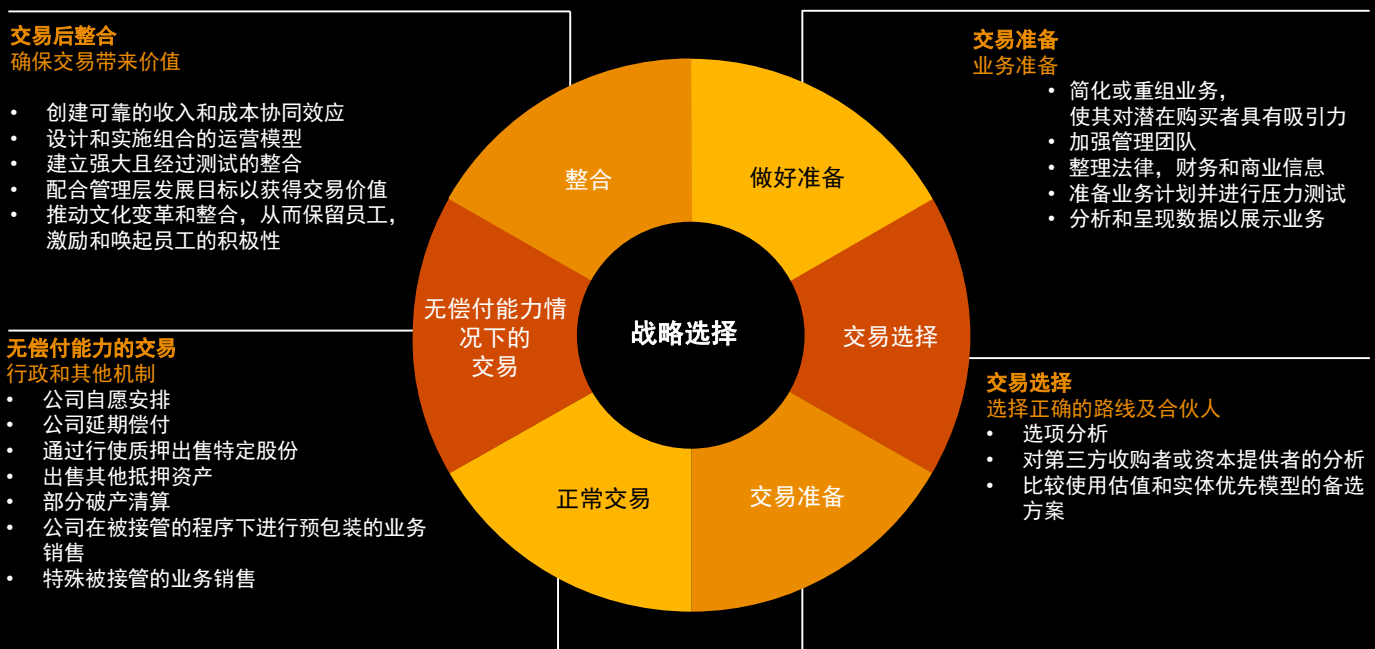 交易后整合
确保交易带来价值
• 创建可靠的收入和成本协同效应
• 设计和实施组合的运营模型
• 建立强大且经过测试的整合
• 配合管理层发展目标以获得交易价值
• 推动文化变革和整合，从而保留员工，
激励和唤起员工的积极性
交易准备
业务准备
• 简化或重组业务，
使其对潜在购买者具有吸引力
• 加强管理团队
• 整理法律，财务和商业信息
• 准备业务计划并进行压力测试
• 分析和呈现数据以展示业务
整合
做好准备
无偿付能力情
况下的
交易
战略选择
交易选择
正常交易
交易准备
无偿付能力的交易
行政和其他机制
• 公司自愿安排
• 公司延期偿付
• 通过行使质押出售特定股份
• 出售其他抵押资产
• 部分破产清算
• 公司在被接管的程序下进行预包装的业务
销售
• 特殊被接管的业务销售
交易选择
选择正确的路线及合伙人
• 选项分析
• 对第三方收购者或资本提供者的分析
• 比较使用估值和实体优先模型的备选
方案